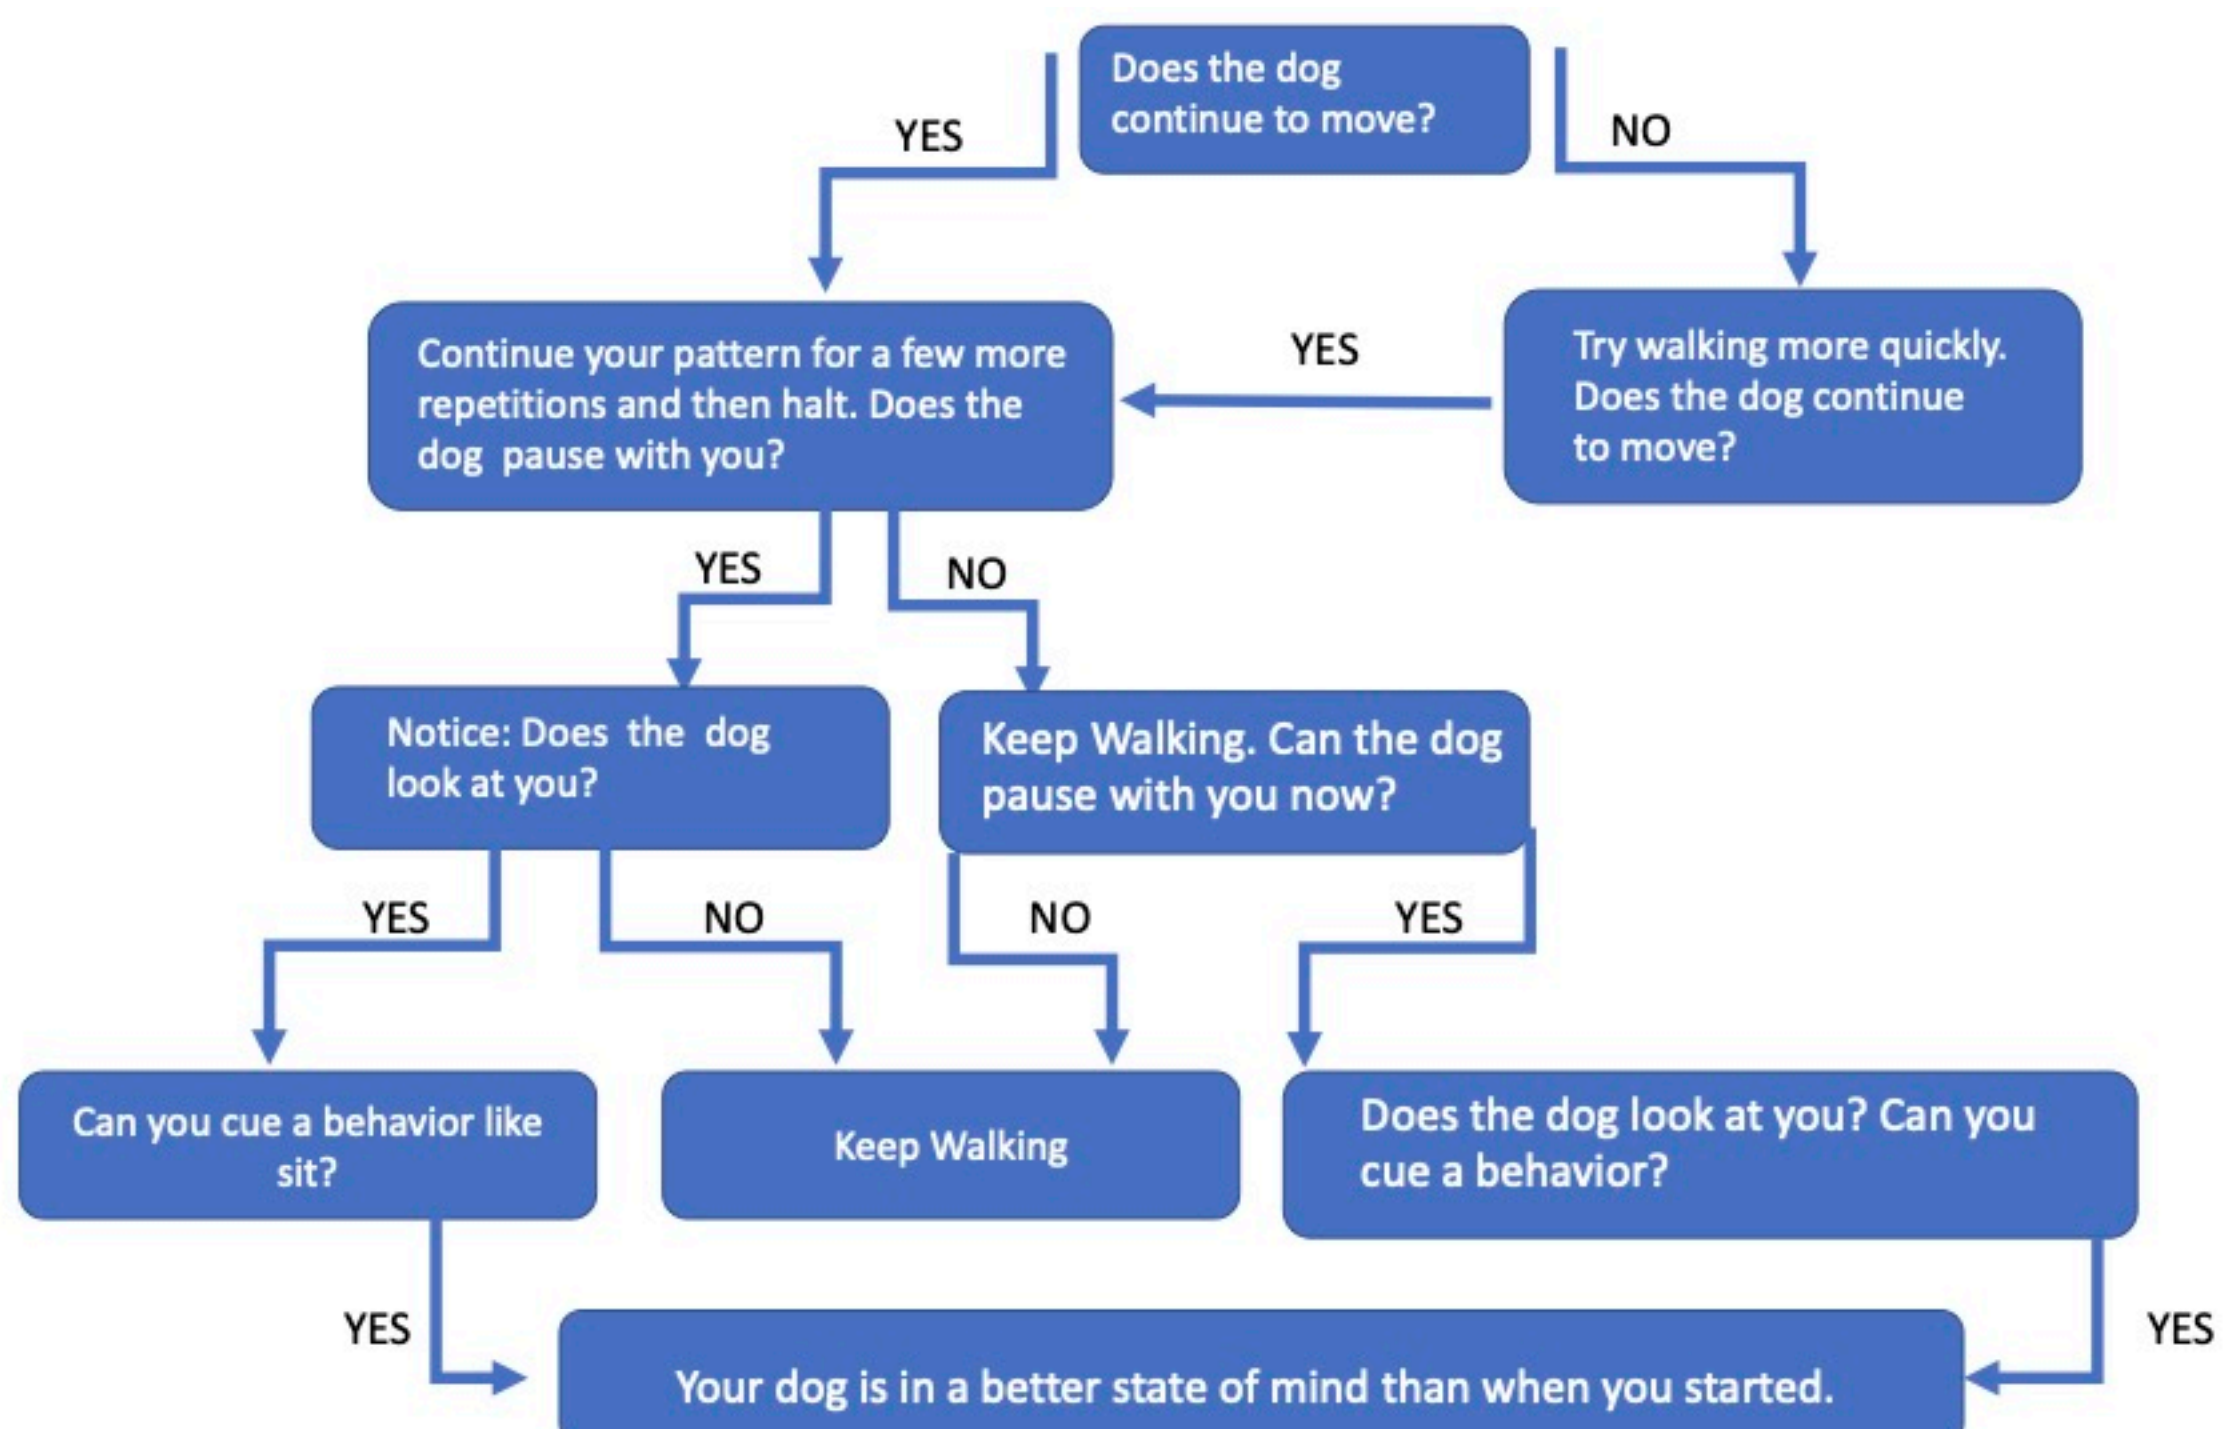 Does the dog
continue to move?
YES
NO
Continue your pattern for a few more
repetitions and then halt. Does the
dog pause with you?
YES
Try walking more quickly.
Does the dog continue
to move?
YES
NO
Notice: Does the dog
look at you?
Keep Walking. Can the dog
pause with you now?
YES
NO
NO
YES
Can you cue a behavior like
sit?
Keep Walking
Does the dog look at you? Can you
cue a behavior?
YES
YES
Your dog is in a better state of mind than when you started.